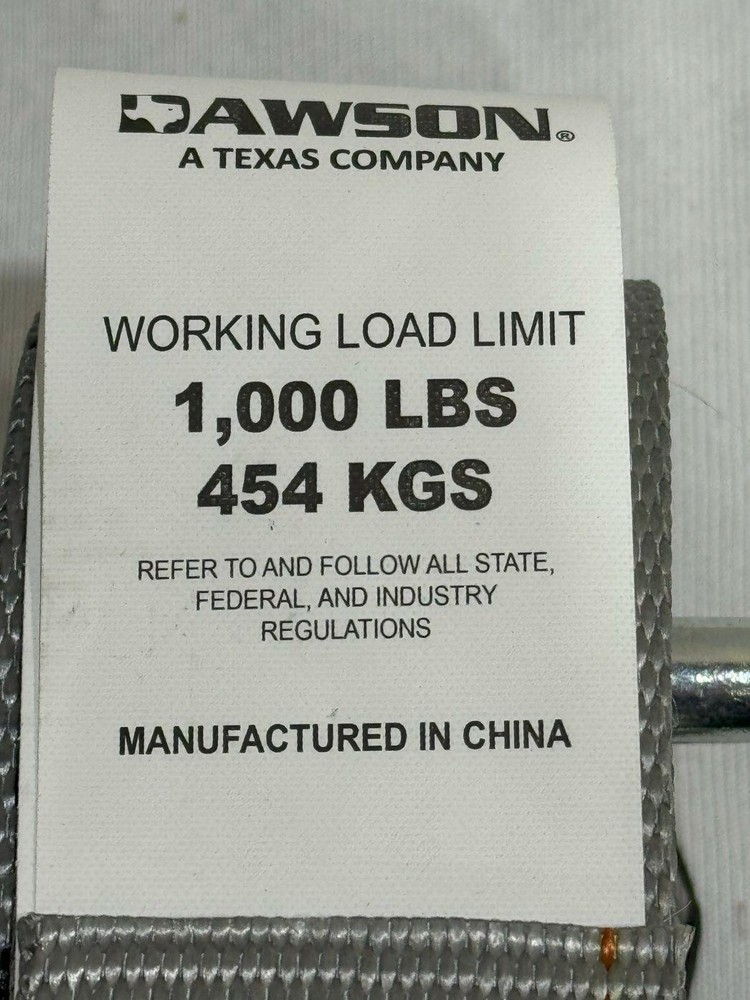 DAWSON®
A TEXAS COMPANY
WORKING LOAD LIMIT
1,000 LBS
454 KGS
REFER TO AND FOLLOW ALL STATE,
FEDERAL, AND INDUSTRY
REGULATIONS
MANUFACTURED IN CHINA